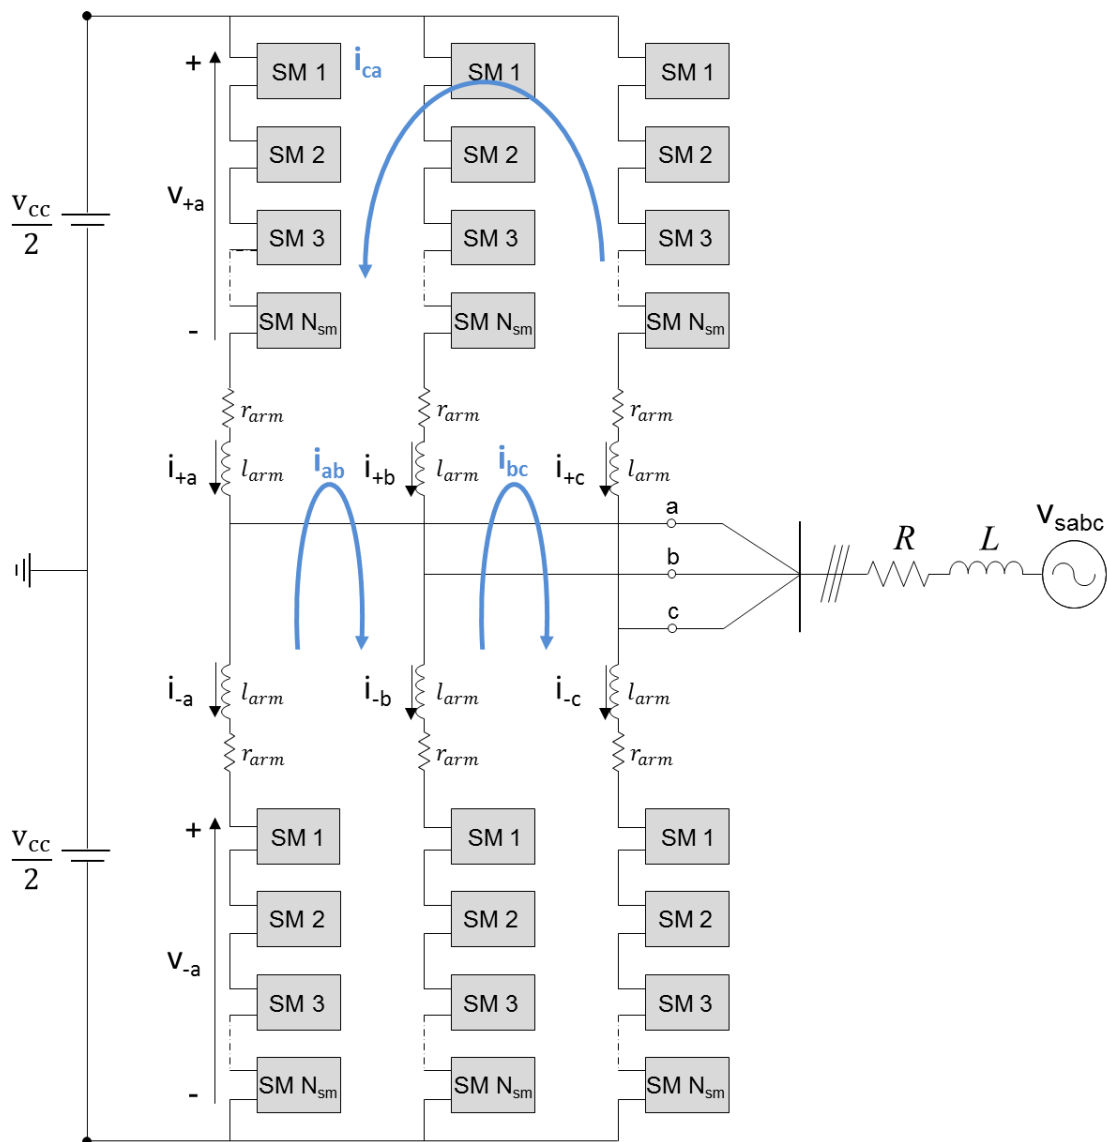 + SM 1 i_ca SM 1 SM 1
SM 2 SM 2 SM 2
v_+a
v_cc/2
SM 3 SM 3 SM 3
- SM N_sm SM N_sm SM N_sm
r_arm r_arm r_arm
i_+a l_arm i_ab i_+b l_arm i_bc i_+c l_arm
a
v_sabc
R L
b
c
i_-a l_arm i_-b l_arm i_-c l_arm
r_arm r_arm r_arm
+ SM 1 SM 1 SM 1
v_cc/2
SM 2 SM 2 SM 2
v_-a
SM 3 SM 3 SM 3
- SM N_sm SM N_sm SM N_sm